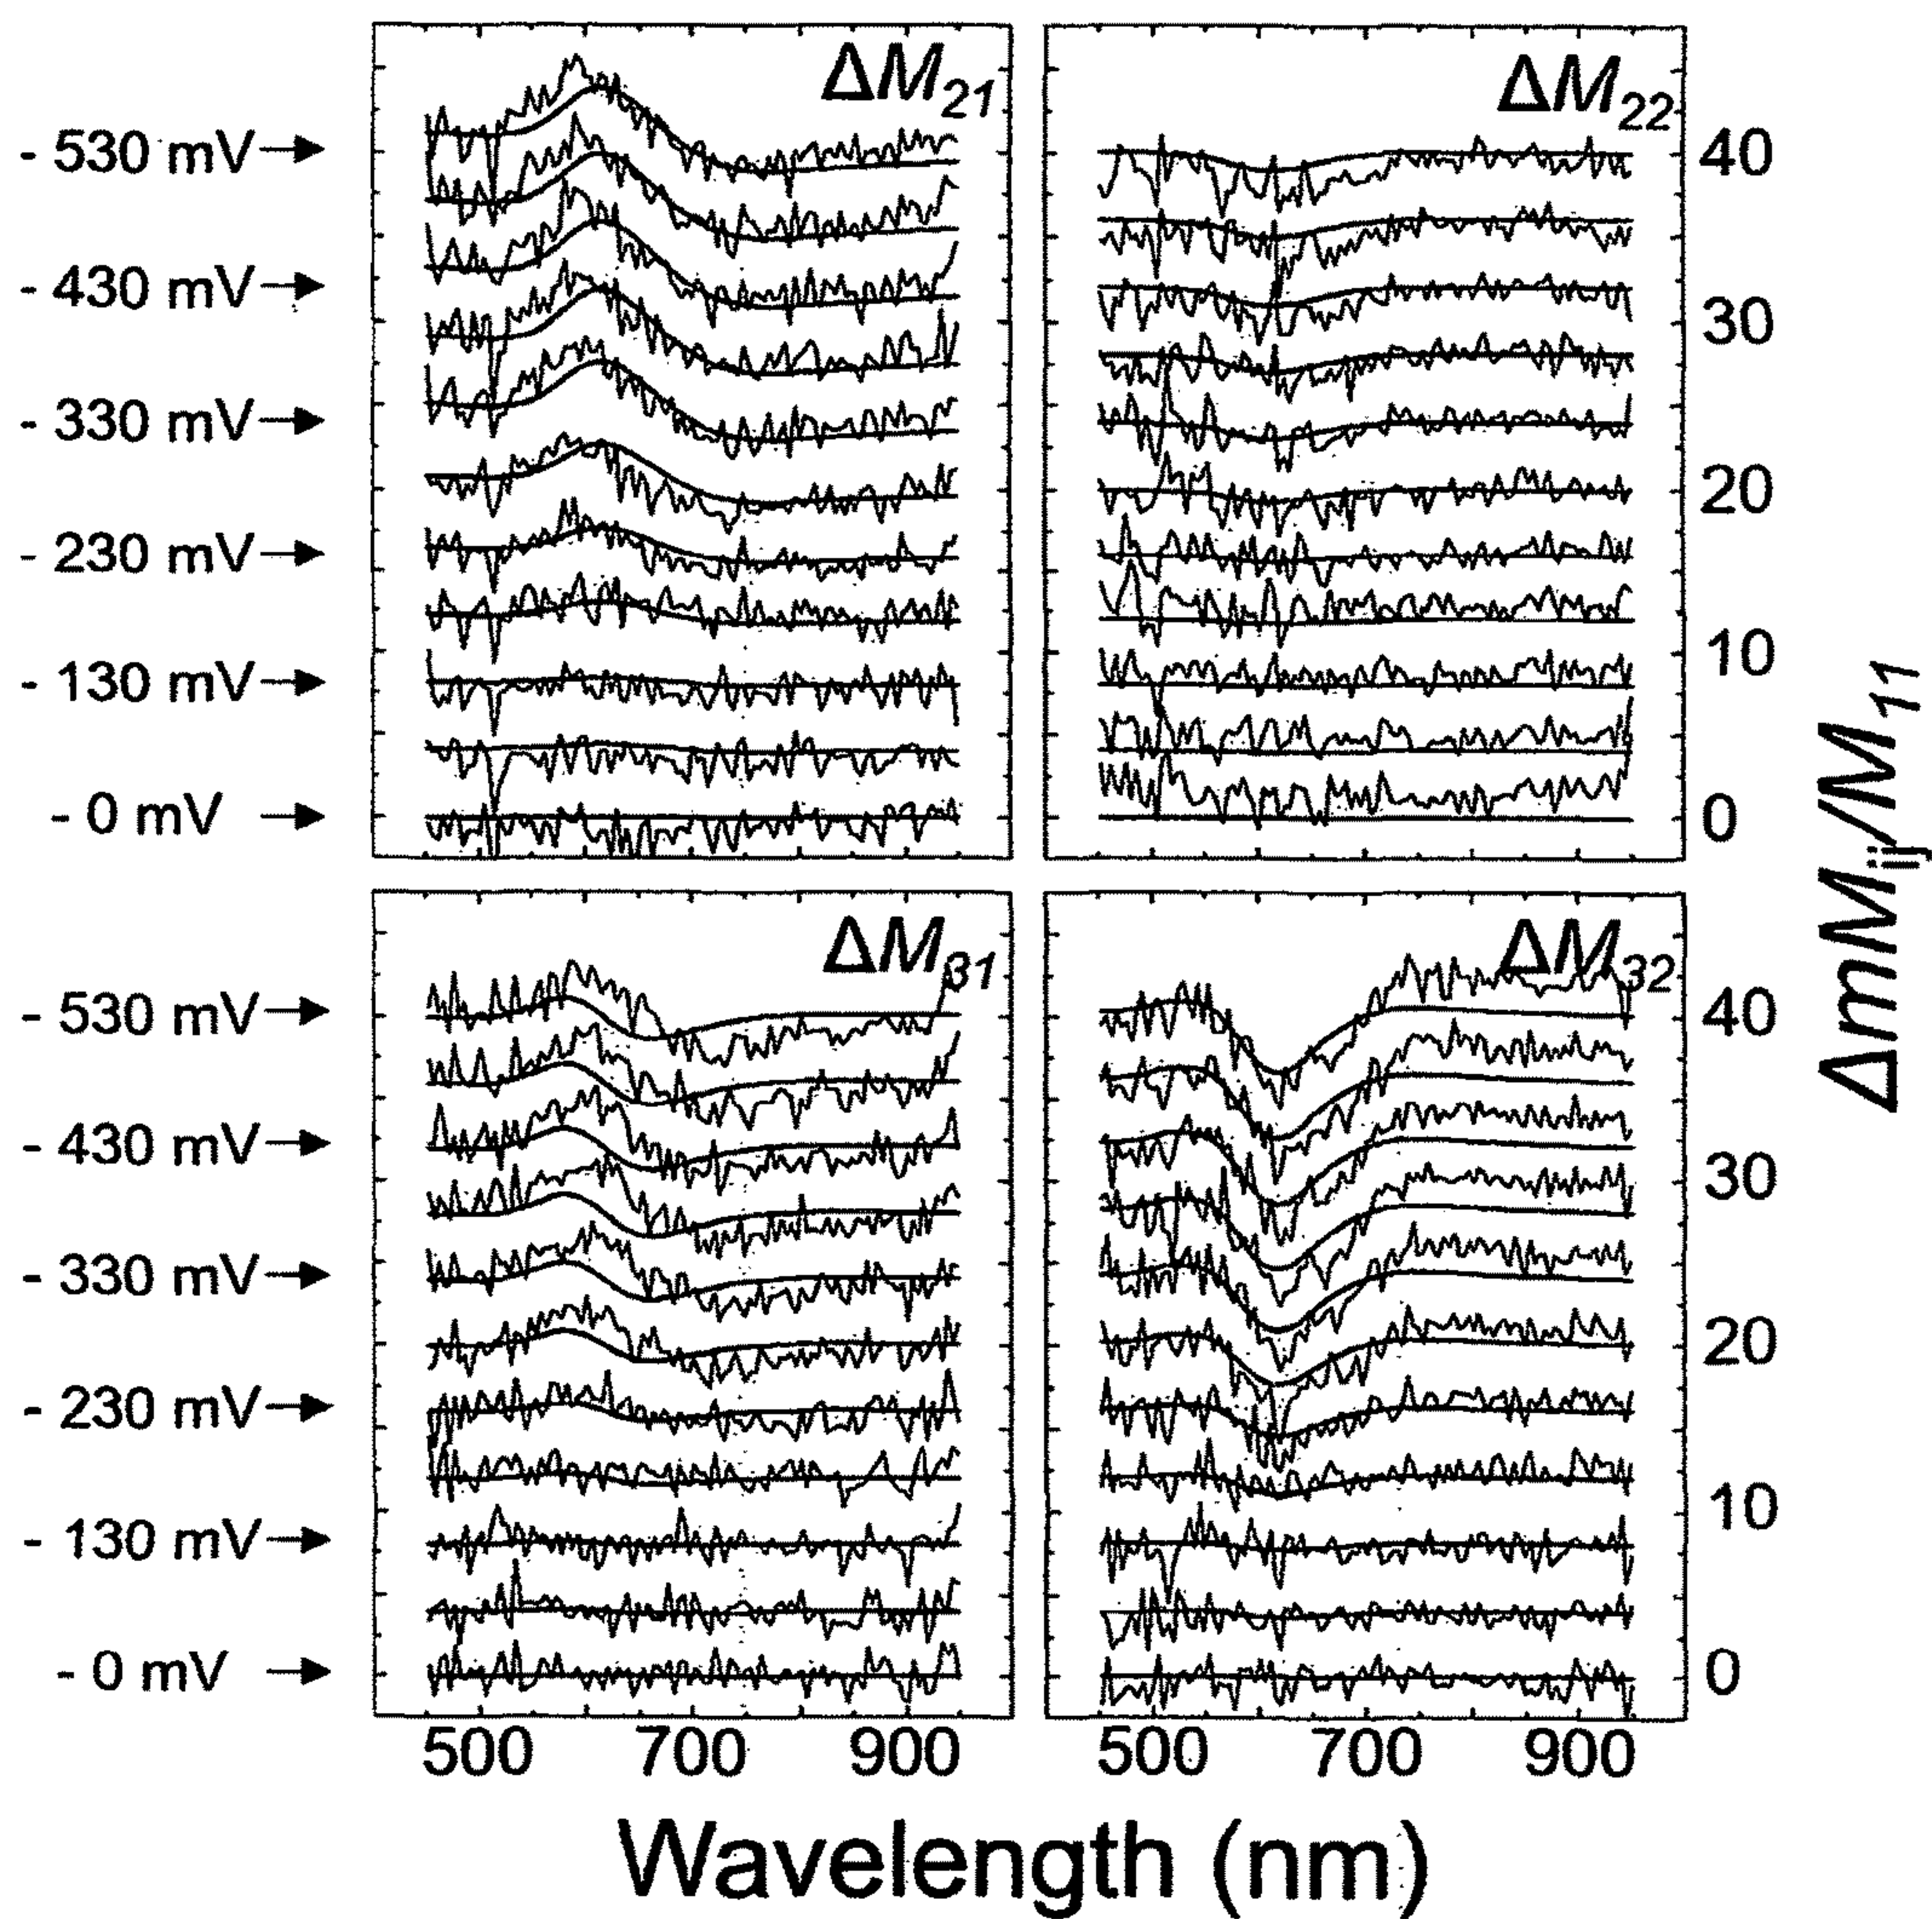 ΔM21
ΔM22
- 530 mV
- 430 mV
- 330 mV
- 230 mV
- 130 mV
- 0 mV
40
30
20
10
0
ΔM31
ΔM32
- 530 mV
- 430 mV
- 330 mV
- 230 mV
- 130 mV
- 0 mV
40
30
20
10
0
ΔmMij/M11
500 700 900
500 700 900
Wavelength (nm)